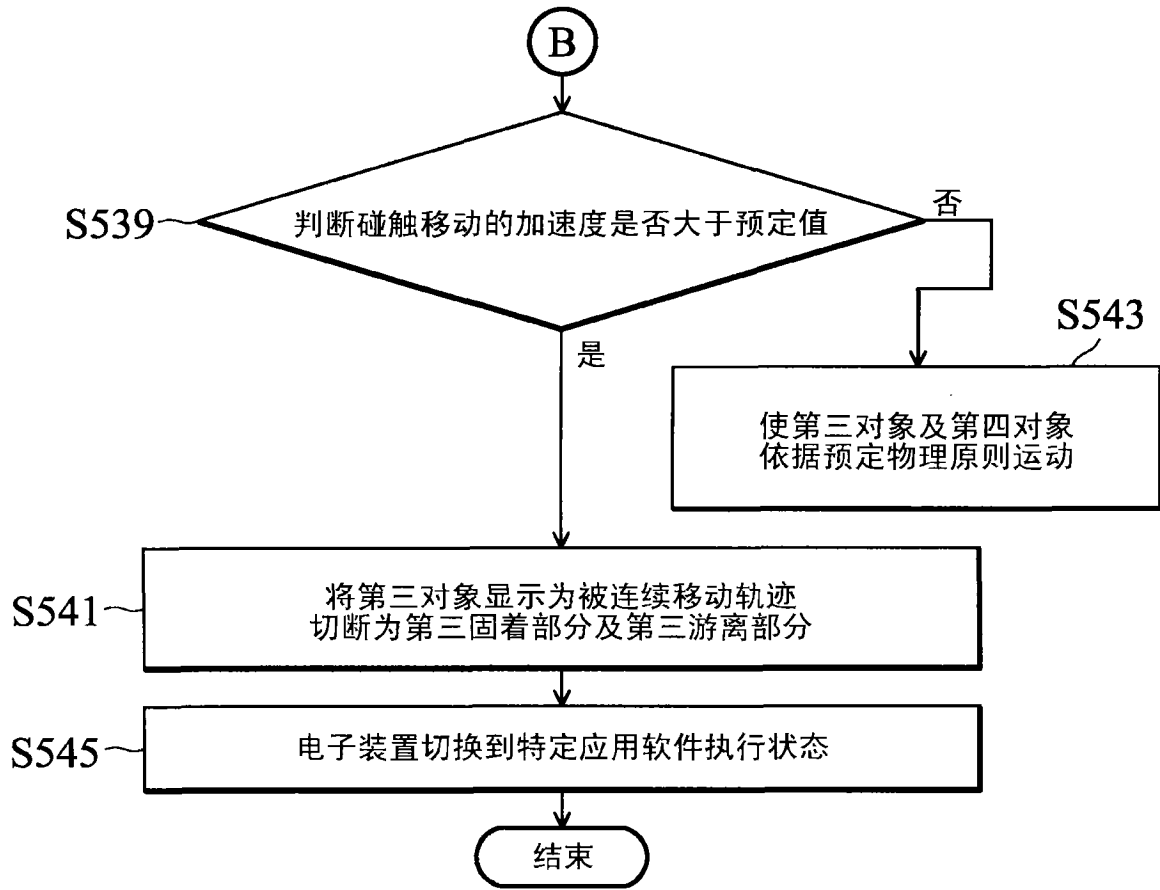 B
S539
判断碰触移动的加速度是否大于预定值
否
是
S543
使第三对象及第四对象
依据预定物理原则运动
S541
将第三对象显示为被连续移动轨迹
切断为第三固着部分及第三游离部分
S545
电子装置切换到特定应用软件执行状态
结束